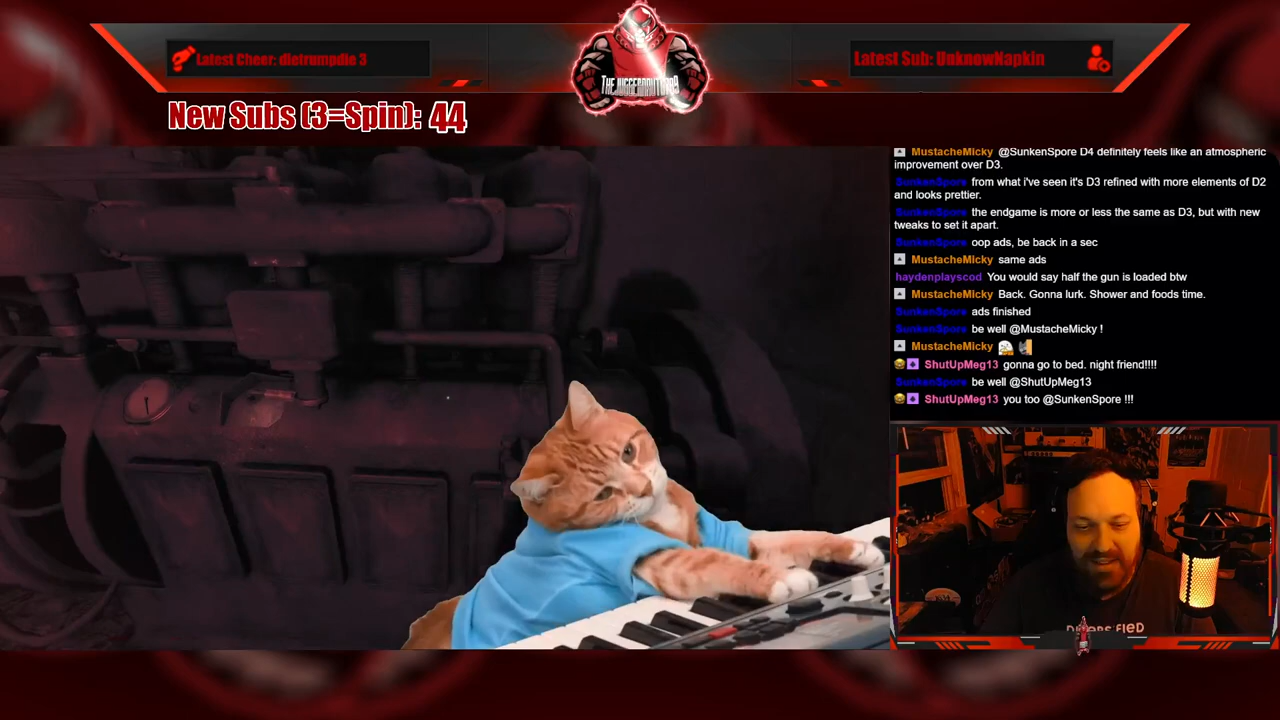 Latest Cheer: dietrumpdie 3
THEJUGGERNUT0089
Latest Sub: UnknowNapkin
New Subs (3=Spin): 44
MustacheMicky @SunkenSpore D4 definitely feels like an atmospheric
improvement over D3.
SunkenSpore from what i've seen it's D3 refined with more elements of D2
and looks prettier.
SunkenSpore the endgame is more or less the same as D3, but with new
tweaks to set it apart.
SunkenSpore oop ads, be back in a sec
MustacheMicky same ads
haydenplayscod You would say half the gun is loaded btw
MustacheMicky Back. Gonna lurk. Shower and foods time.
SunkenSpore ads finished
SunkenSpore be well @MustacheMicky !
MustacheMicky
ShutUpMeg13 gonna go to bed. night friend!!!!
SunkenSpore be well @ShutUpMeg13
ShutUpMeg13 you too @SunkenSpore !!!